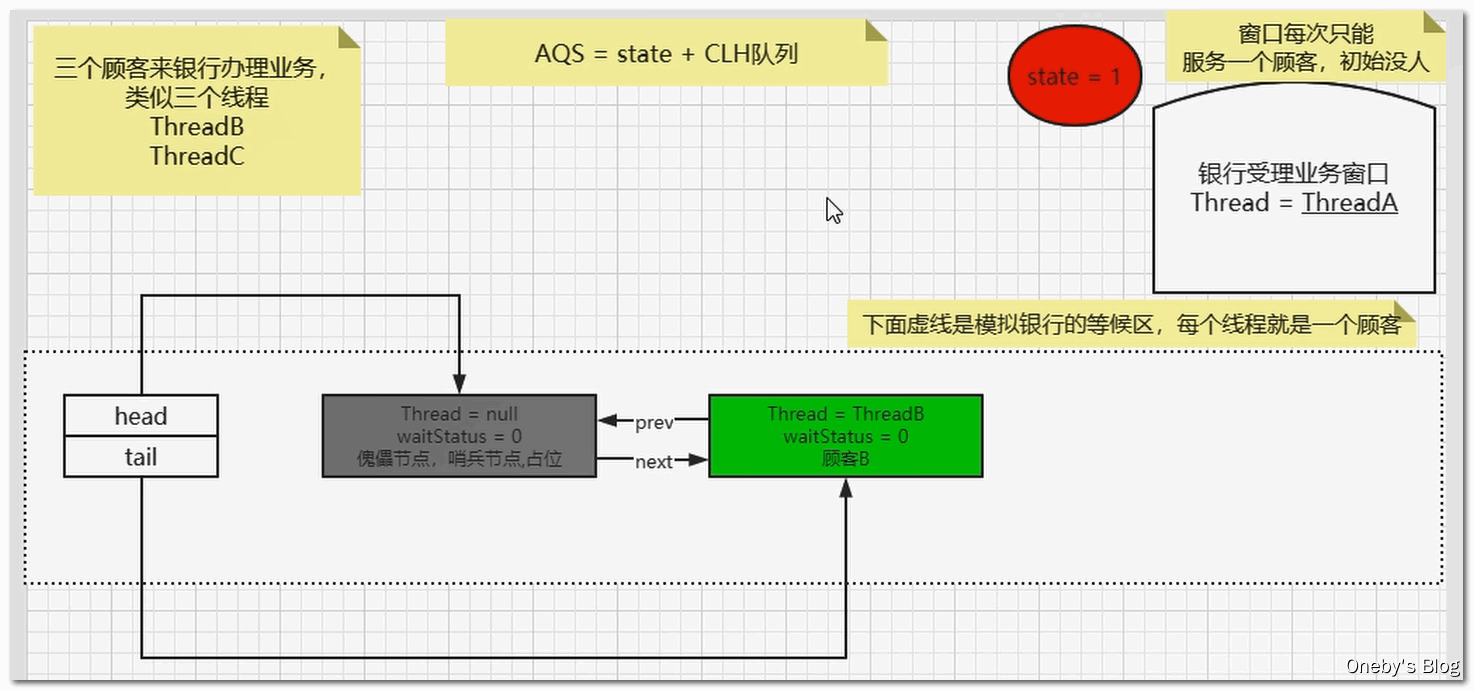 三个顾客来银行办理业务，
类似三个线程
ThreadB
ThreadC
AQS = state + CLH队列
state = 1
窗口每次只能
服务一个顾客，初始没人
银行受理业务窗口
Thread = ThreadA
下面虚线是模拟银行的等候区，每个线程就是一个顾客
head
tail
Thread = null
waitStatus = 0
傀儡节点，哨兵节点,占位
prev
next
Thread = ThreadB
waitStatus = 0
顾客B
Oneby's Blog